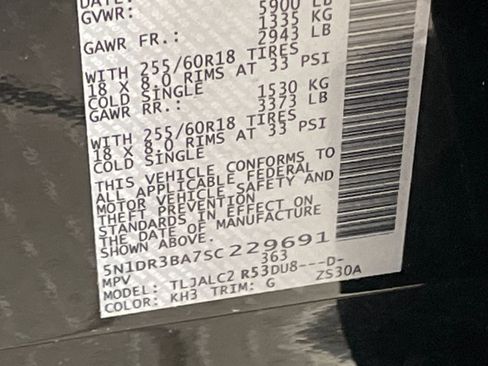 DATE:
GVWR: 5900 LB
1335 KG
GAWR FR.: 2943 LB
WITH 255/60R18 TIRES
18 X 8.0 RIMS AT 33 PSI
COLD SINGLE
1530 KG
GAWR RR.: 3373 LB
WITH 255/60R18 TIRES
18 X 8.0 RIMS AT 33 PSI
COLD SINGLE
THIS VEHICLE CONFORMS TO
ALL APPLICABLE FEDERAL
MOTOR VEHICLE SAFETY AND
THEFT PREVENTION
STANDARDS IN EFFECT ON
THE DATE OF MANUFACTURE
SHOWN ABOVE.
5N1DR3BA7SC229691
MPV 363
MODEL: TLJALC2 R53DU8---D-
COLOR: KH3 TRIM: G ZS30A